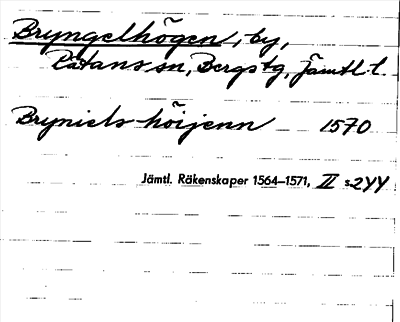 Bryngelhögen, by,
Rätans sn, Bergs tg, Jämtl. l.
Bryniels höijenn 1570
Jämtl. Räkenskaper 1564–1571, II s. 244